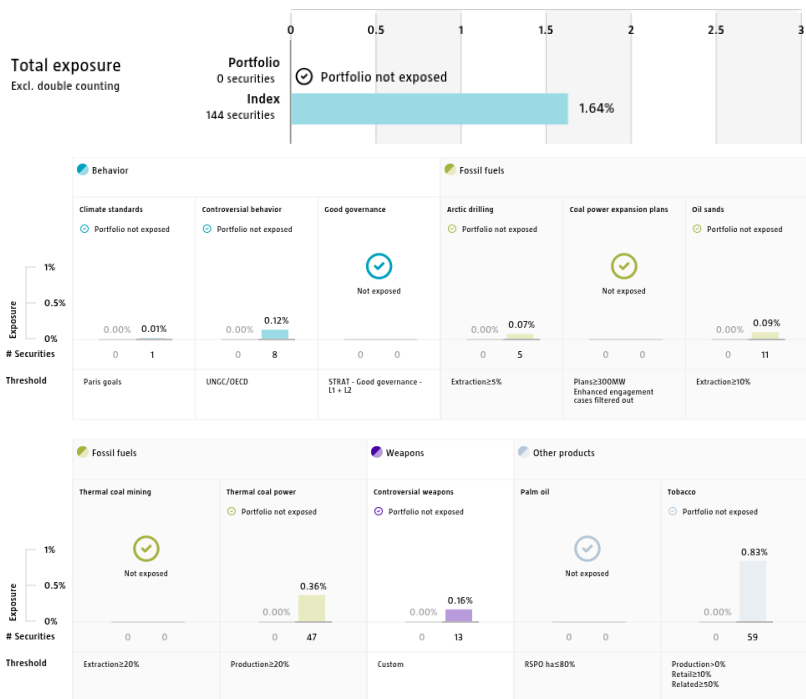 0 0.5 1 1.5 2 2.5 3
Total exposure
Excl. double counting
Portfolio
0 securities
Portfolio not exposed
Index
144 securities
1.64%
Behavior
Fossil fuels
Climate standards
Controversial behavior
Good governance
Arctic drilling
Coal power expansion plans
Oil sands
Portfolio not exposed
Portfolio not exposed
Portfolio not exposed
Portfolio not exposed
Not exposed
Not exposed
Exposure
1%
0.5%
0%
0.00% 0.01%
0.00% 0.12%
0.00% 0.07%
0.00% 0.09%
# Securities
0 1
0 8
0 0
0 5
0 0
0 11
Threshold
Paris goals
UNGC/OECD
STRAT - Good governance -
L1 + L2
Extraction≥5%
Plans≥300MW
Enhanced engagement
cases filtered out
Extraction≥10%
Fossil fuels
Weapons
Other products
Thermal coal mining
Thermal coal power
Controversial weapons
Palm oil
Tobacco
Portfolio not exposed
Portfolio not exposed
Portfolio not exposed
Not exposed
Not exposed
Exposure
1%
0.5%
0%
0.00% 0.36%
0.00% 0.16%
0.00% 0.83%
# Securities
0 0
0 47
0 13
0 0
0 59
Threshold
Extraction≥20%
Production≥20%
Custom
RSPO ha≤80%
Production>0%
Retail≥10%
Related≥50%